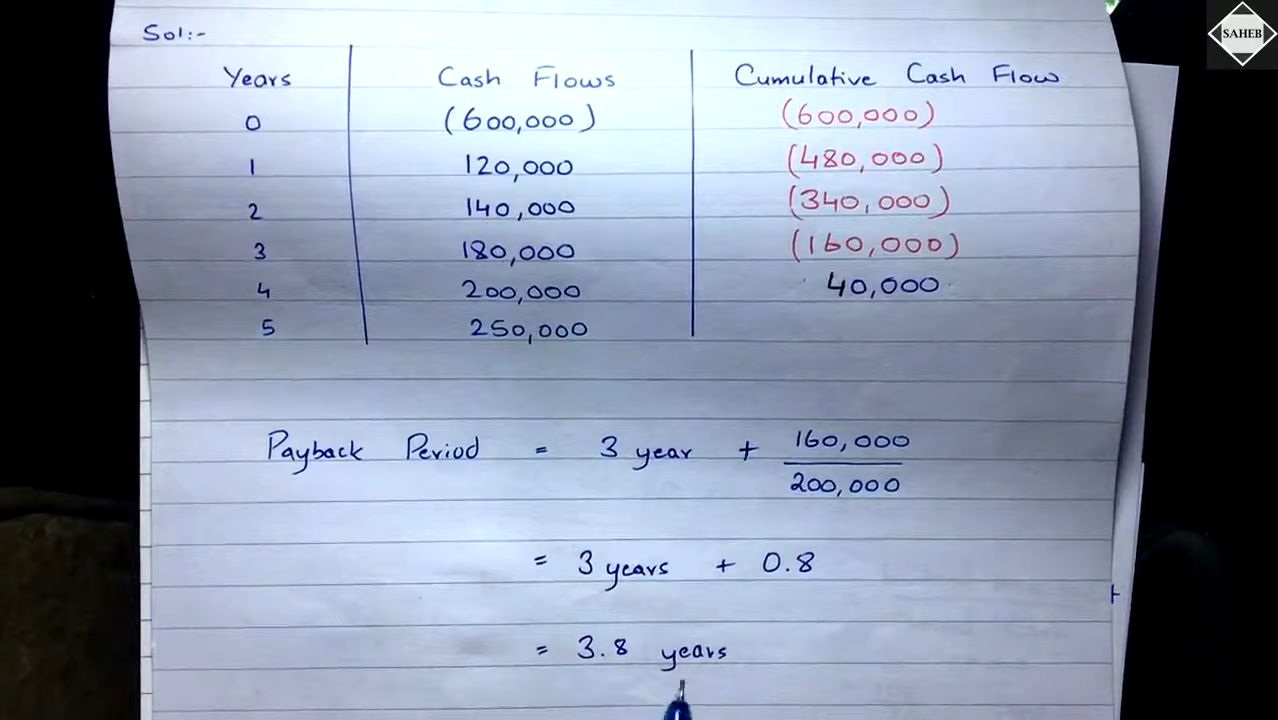 SAHEB
Sol:-
Years Cash Flows Cumulative Cash Flow
0 (600,000) (600,000)
1 120,000 (480,000)
2 140,000 (340,000)
3 180,000 (160,000)
4 200,000 40,000
5 250,000
Payback Period = 3 year + 160,000
200,000
= 3 years + 0.8
= 3.8 years